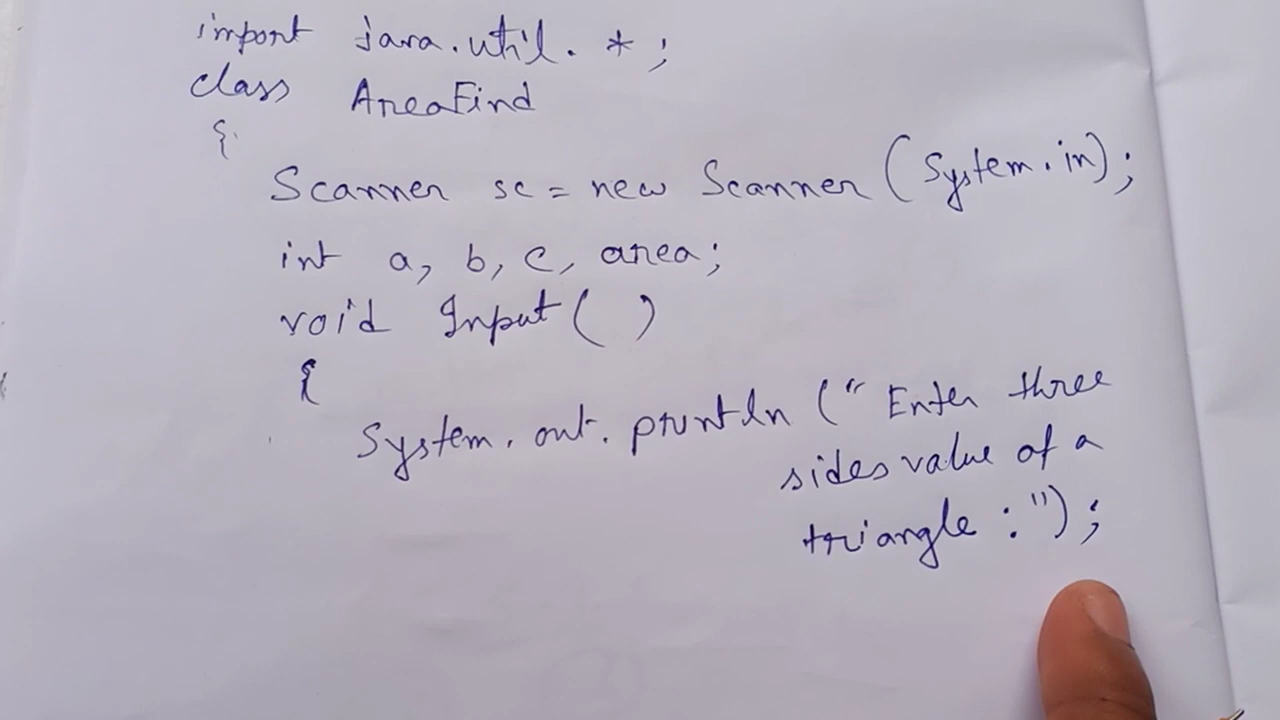 import java.util.*;
class AreaFind
{
Scanner sc = new Scanner (System.in);
int a, b, c, area;
void Input( )
{
System.out.println (" Enter three
sides value of a
triangle :");